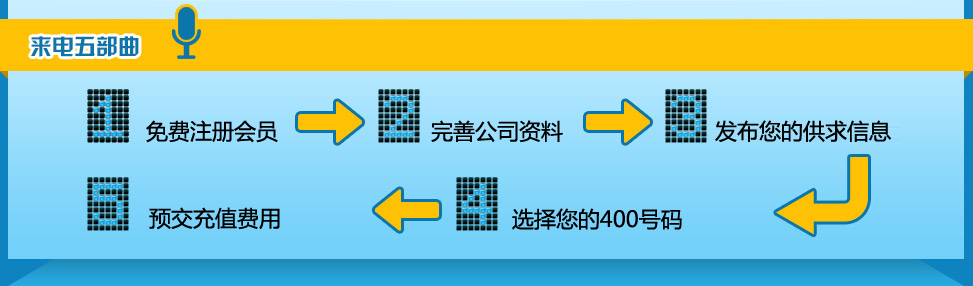 来电五部曲
1 免费注册会员
2 完善公司资料
3 发布您的供求信息
4 选择您的400号码
5 预交充值费用